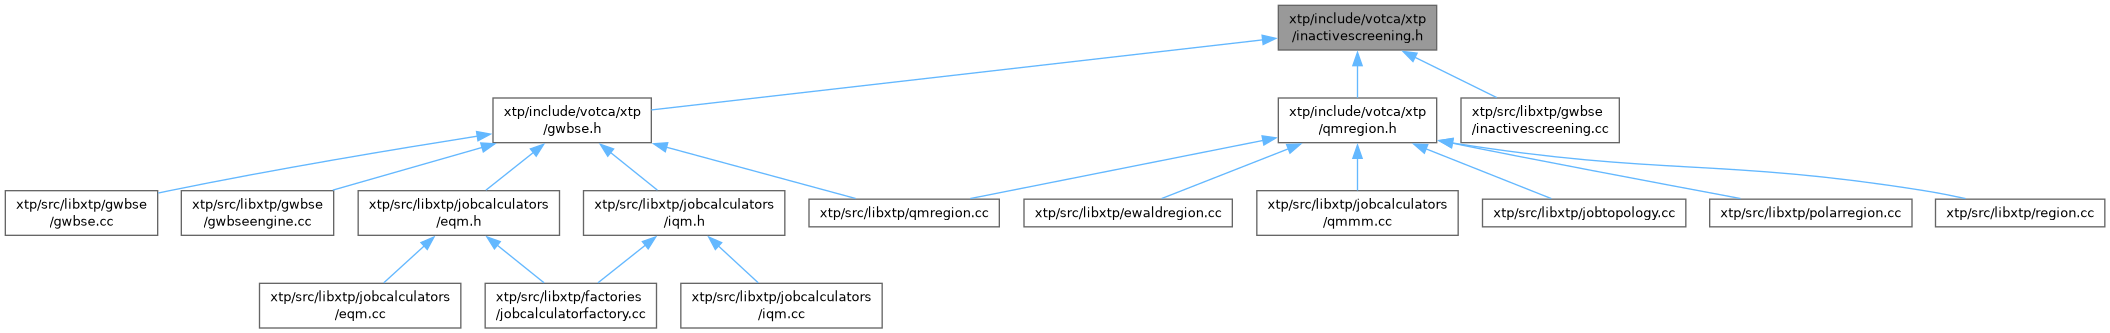 xtp/include/votca/xtp
/inactivescreening.h
xtp/include/votca/xtp
/gwbse.h
xtp/include/votca/xtp
/qmregion.h
xtp/src/libxtp/gwbse
/inactivescreening.cc
xtp/src/libxtp/gwbse
/gwbse.cc
xtp/src/libxtp/gwbse
/gwbseengine.cc
xtp/src/libxtp/jobcalculators
/eqm.h
xtp/src/libxtp/jobcalculators
/iqm.h
xtp/src/libxtp/qmregion.cc
xtp/src/libxtp/ewaldregion.cc
xtp/src/libxtp/jobcalculators
/qmmm.cc
xtp/src/libxtp/jobtopology.cc
xtp/src/libxtp/polarregion.cc
xtp/src/libxtp/region.cc
xtp/src/libxtp/jobcalculators
/eqm.cc
xtp/src/libxtp/factories
/jobcalculatorfactory.cc
xtp/src/libxtp/jobcalculators
/iqm.cc